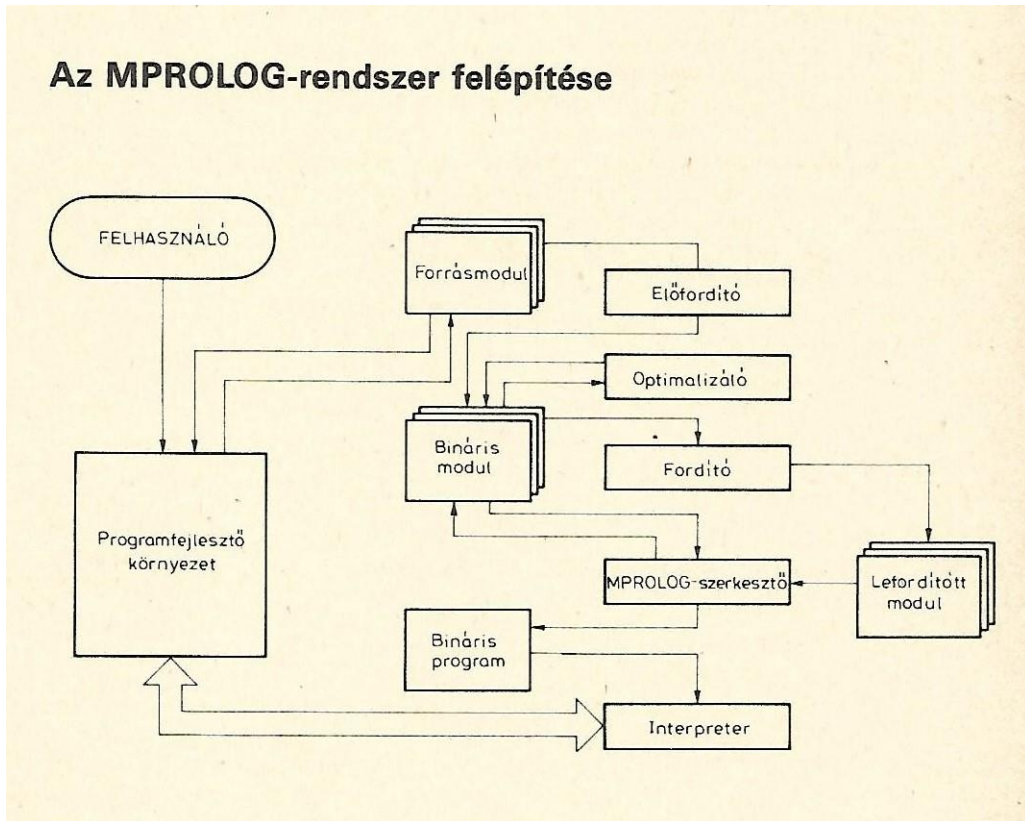 Az MPROLOG-rendszer felépítése
FELHASZNÁLÓ
Forrásmodul
Előfordító
Optimalizáló
Bináris
modul
Fordító
Programfejlesztő
környezet
MPROLOG-szerkesztő
Lefordított
modul
Bináris
program
Interpreter